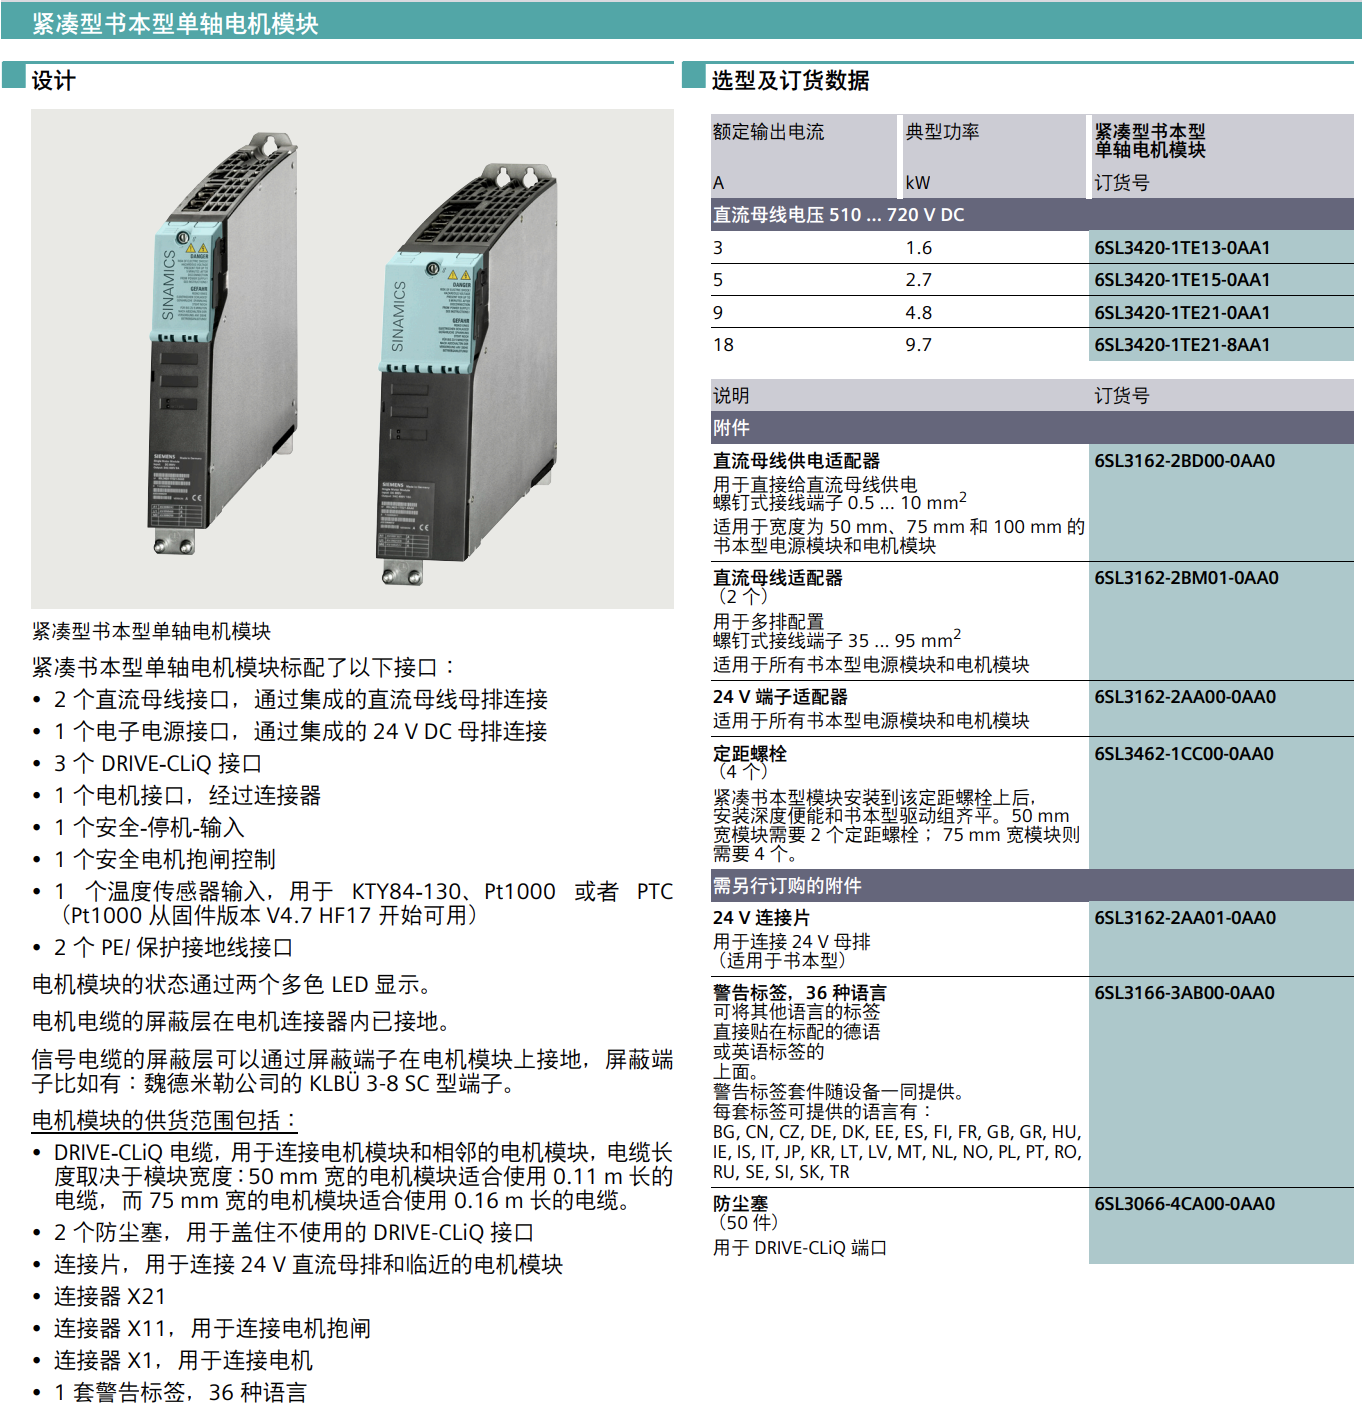 紧凑型书本型单轴电机模块
设计
SINAMICS
DANGER
GEFAHR
SIEMENS
SINAMICS
DANGER
GEFAHR
SIEMENS
紧凑型书本型单轴电机模块
紧凑书本型单轴电机模块标配了以下接口：
• 2 个直流母线接口，通过集成的直流母线母排连接
• 1 个电子电源接口，通过集成的 24 V DC 母排连接
• 3 个 DRIVE-CLiQ 接口
• 1 个电机接口，经过连接器
• 1 个安全-停机-输入
• 1 个安全电机抱闸控制
• 1 个温度传感器输入，用于 KTY84-130、Pt1000 或者 PTC
（Pt1000 从固件版本 V4.7 HF17 开始可用）
• 2 个 PE/ 保护接地线接口
电机模块的状态通过两个多色 LED 显示。
电机电缆的屏蔽层在电机连接器内已接地。
信号电缆的屏蔽层可以通过屏蔽端子在电机模块上接地，屏蔽端
子比如有：魏德米勒公司的 KLBÜ 3-8 SC 型端子。
电机模块的供货范围包括：
• DRIVE-CLiQ 电缆，用于连接电机模块和相邻的电机模块，电缆长
度取决于模块宽度：50 mm 宽的电机模块适合使用 0.11 m 长的
电缆，而 75 mm 宽的电机模块适合使用 0.16 m 长的电缆。
• 2 个防尘塞，用于盖住不使用的 DRIVE-CLiQ 接口
• 连接片，用于连接 24 V 直流母排和临近的电机模块
• 连接器 X21
• 连接器 X11，用于连接电机抱闸
• 连接器 X1，用于连接电机
• 1 套警告标签，36 种语言
选型及订货数据
额定输出电流 典型功率 紧凑型书本型
单轴电机模块
A kW 订货号
直流母线电压 510 ... 720 V DC
3 1.6 6SL3420-1TE13-0AA1
5 2.7 6SL3420-1TE15-0AA1
9 4.8 6SL3420-1TE21-0AA1
18 9.7 6SL3420-1TE21-8AA1
说明 订货号
附件
直流母线供电适配器 6SL3162-2BD00-0AA0
用于直接给直流母线供电
螺钉式接线端子 0.5 ... 10 mm²
适用于宽度为 50 mm、75 mm 和 100 mm 的
书本型电源模块和电机模块
直流母线适配器 6SL3162-2BM01-0AA0
（2 个）
用于多排配置
螺钉式接线端子 35 ... 95 mm²
适用于所有书本型电源模块和电机模块
24 V 端子适配器 6SL3162-2AA00-0AA0
适用于所有书本型电源模块和电机模块
定距螺栓 6SL3462-1CC00-0AA0
（4 个）
紧凑书本型模块安装到该定距螺栓上后，
安装深度便能和书本型驱动组齐平。50 mm
宽模块需要 2 个定距螺栓； 75 mm 宽模块则
需要 4 个。
需另行订购的附件
24 V 连接片 6SL3162-2AA01-0AA0
用于连接 24 V 母排
（适用于书本型）
警告标签，36 种语言 6SL3166-3AB00-0AA0
可将其他语言的标签
直接贴在标配的德语
或英语标签的
上面。
警告标签套件随设备一同提供。
每套标签可提供的语言有：
BG, CN, CZ, DE, DK, EE, ES, FI, FR, GB, GR, HU,
IE, IS, IT, JP, KR, LT, LV, MT, NL, NO, PL, PT, RO,
RU, SE, SI, SK, TR
防尘塞 6SL3066-4CA00-0AA0
（50 件）
用于 DRIVE-CLiQ 端口